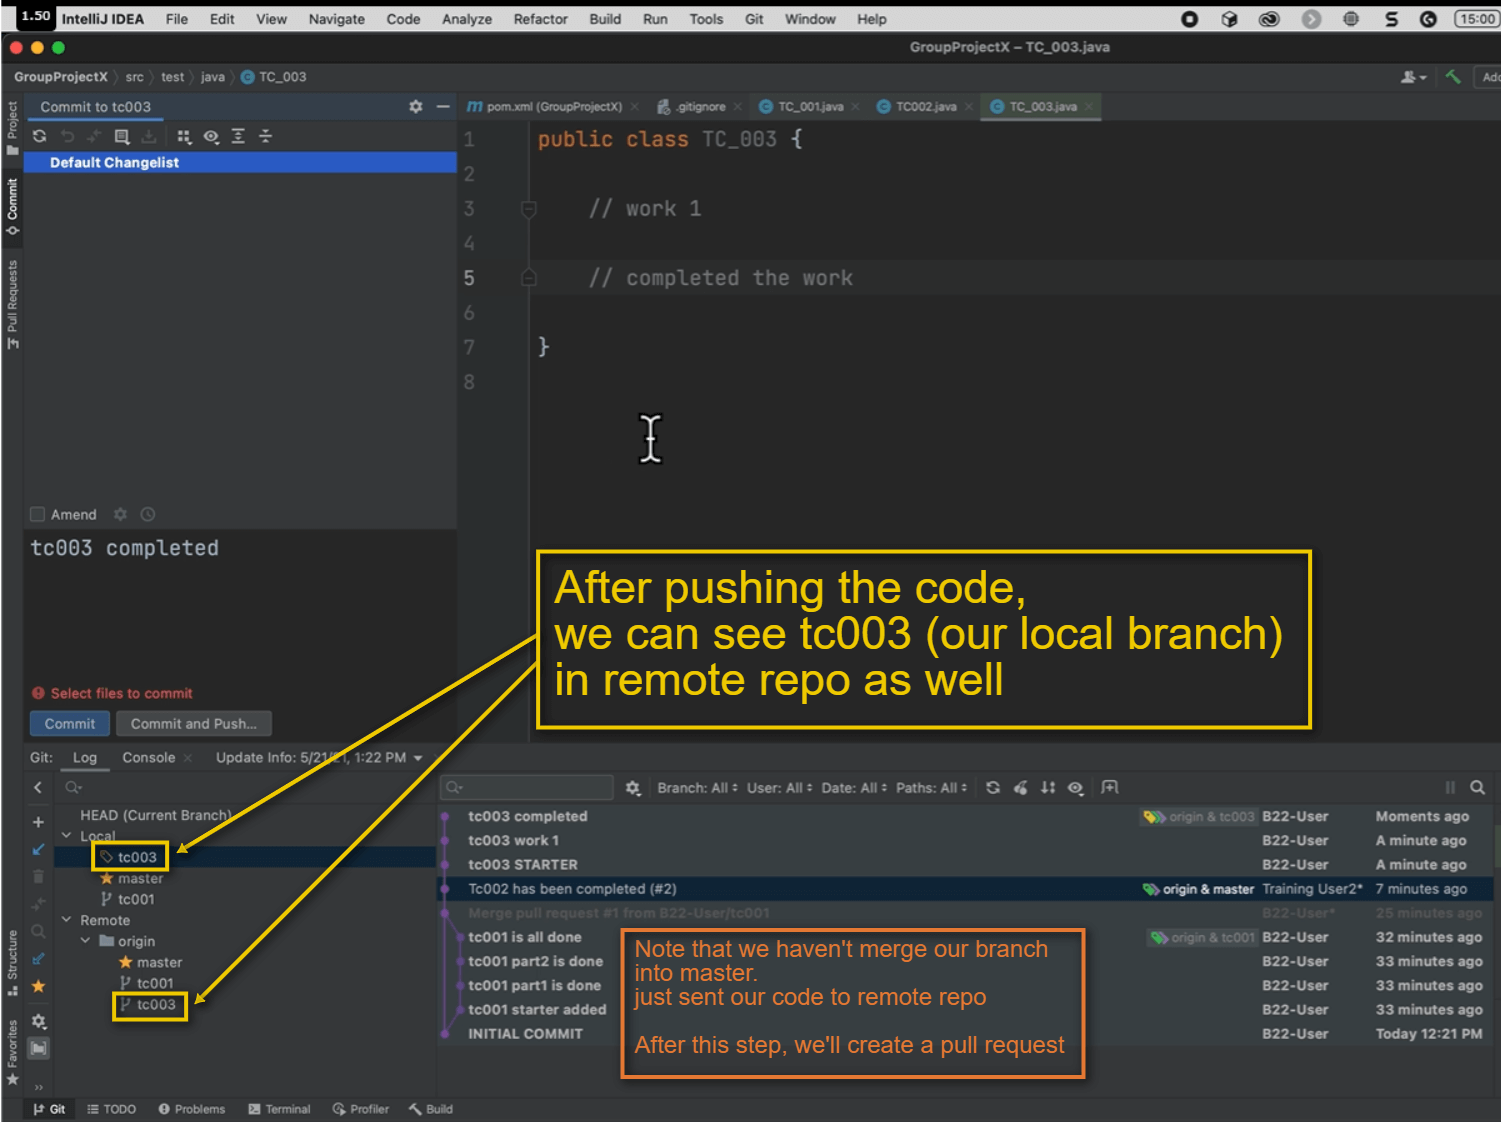 1.50 IntelliJ IDEA File Edit View Navigate Code Analyze Refactor Build Run Tools Git Window Help 15:00
GroupProjectX – TC_003.java
GroupProjectX 〉 src 〉 test 〉 java 〉 TC_003
Add
Project
Commit
Pull Requests
Structure
Favorites
Commit to tc003
Default Changelist
Amend
tc003 completed
Select files to commit
Commit Commit and Push...
pom.xml (GroupProjectX) .gitignore TC_001.java TC002.java TC_003.java
1 public class TC_003 {
2
3 // work 1
4
5 // completed the work
6
7 }
8
After pushing the code,
we can see tc003 (our local branch)
in remote repo as well
Git: Log Console Update Info: 5/21/21, 1:22 PM
HEAD (Current Branch)
Local
tc003
master
tc001
Remote
origin
master
tc001
tc003
Branch: All User: All Date: All Paths: All
tc003 completed origin & tc003 B22-User Moments ago
tc003 work 1 B22-User A minute ago
tc003 STARTER B22-User A minute ago
Tc002 has been completed (#2) origin & master Training User2* 7 minutes ago
Merge pull request #1 from B22-User/tc001 B22-User* 25 minutes ago
tc001 is all done origin & tc001 B22-User 32 minutes ago
tc001 part2 is done B22-User 33 minutes ago
tc001 part1 is done B22-User 33 minutes ago
tc001 starter added B22-User 33 minutes ago
INITIAL COMMIT B22-User Today 12:21 PM
Note that we haven't merge our branch
into master.
just sent our code to remote repo
After this step, we'll create a pull request
Git TODO Problems Terminal Profiler Build